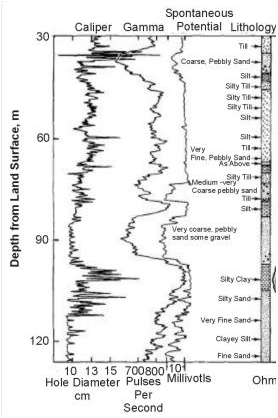 Spontaneous
Caliper Gamma Potential Lithology
30
Till
Coarse, Pebbly Sand
Silt
Silty Till
Silty Till
Silty Till
Silt
Silt
60
Till
Very
Fine, Pebbly Sand
As Above
Silty Till
Medium -very
Coarse pebbly sand
Till
Silt
Very coarse, pebbly
sand some gravel
90
Silty Clay
Silty Sand
Very Fine Sand
Clayey Silt
120
Fine Sand
Depth from Land Surface, m
10 13 15 700 800 110
Hole Diameter Pulses Millivotls Ohm
cm Per
Second